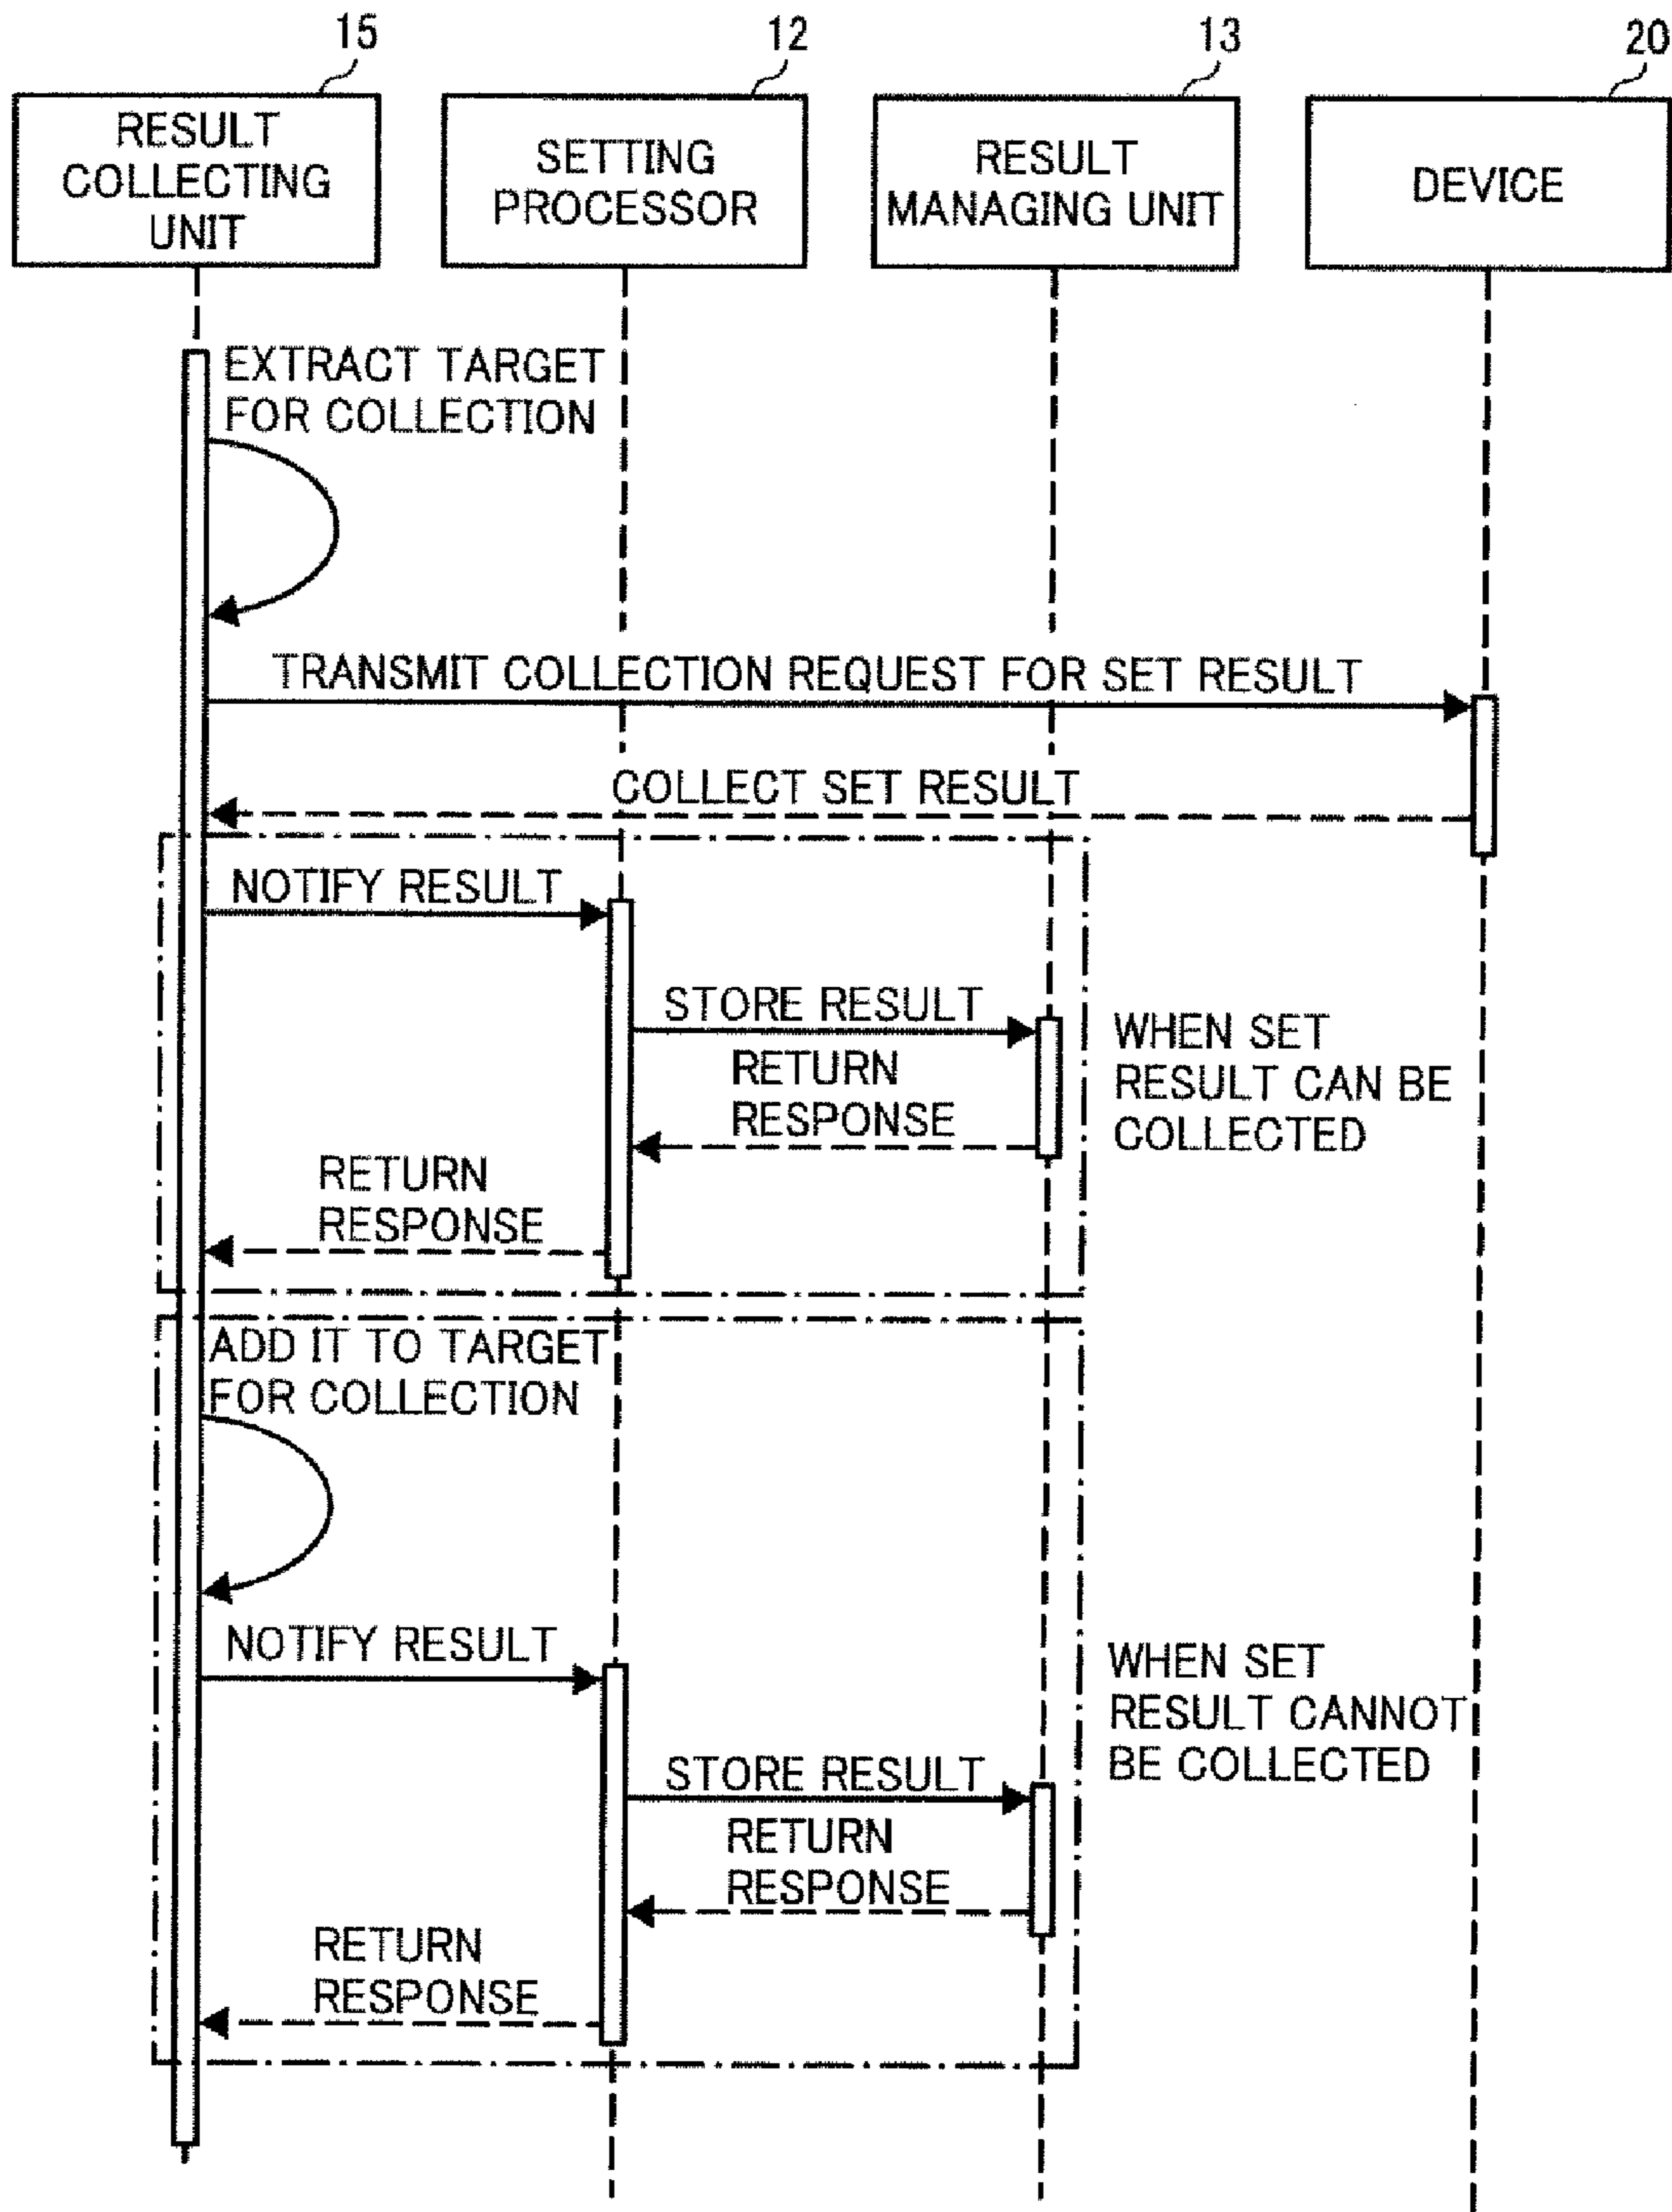 15
12
13
20
RESULT
COLLECTING
UNIT
SETTING
PROCESSOR
RESULT
MANAGING UNIT
DEVICE
EXTRACT TARGET
FOR COLLECTION
TRANSMIT COLLECTION REQUEST FOR SET RESULT
COLLECT SET RESULT
NOTIFY RESULT
STORE RESULT
RETURN
RESPONSE
WHEN SET
RESULT CAN BE
COLLECTED
RETURN
RESPONSE
ADD IT TO TARGET
FOR COLLECTION
NOTIFY RESULT
WHEN SET
RESULT CANNOT
BE COLLECTED
STORE RESULT
RETURN
RESPONSE
RETURN
RESPONSE